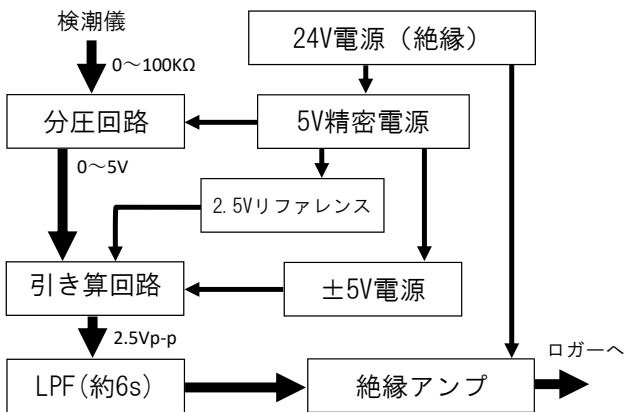 検潮儀
24V電源（絶縁）
0～100KΩ
分圧回路
5V精密電源
0～5V
2.5Vリファレンス
引き算回路
±5V電源
2.5Vp-p
ロガーへ
LPF(約6s)
絶縁アンプ